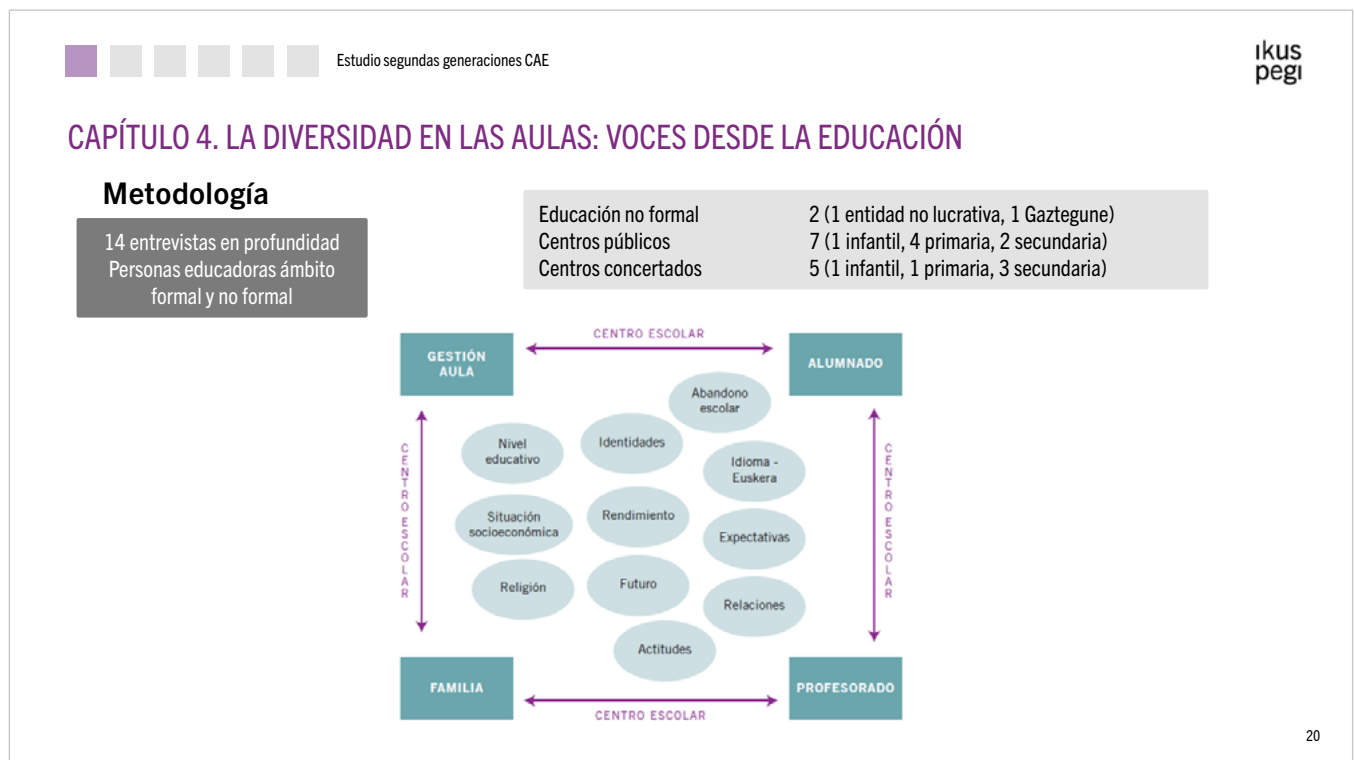 Estudio segundas generaciones CAE
ikus
pegi
CAPÍTULO 4. LA DIVERSIDAD EN LAS AULAS: VOCES DESDE LA EDUCACIÓN
Metodología
14 entrevistas en profundidad
Personas educadoras ámbito
formal y no formal
Educación no formal 2 (1 entidad no lucrativa, 1 Gaztegune)
Centros públicos 7 (1 infantil, 4 primaria, 2 secundaria)
Centros concertados 5 (1 infantil, 1 primaria, 3 secundaria)
CENTRO ESCOLAR
GESTIÓN
AULA
ALUMNADO
Abandono
escolar
Nivel
educativo
Identidades
Idioma -
Euskera
CENTRO ESCOLAR
CENTRO ESCOLAR
Situación
socioeconómica
Rendimiento
Expectativas
Religión
Futuro
Relaciones
Actitudes
FAMILIA
PROFESORADO
CENTRO ESCOLAR
20